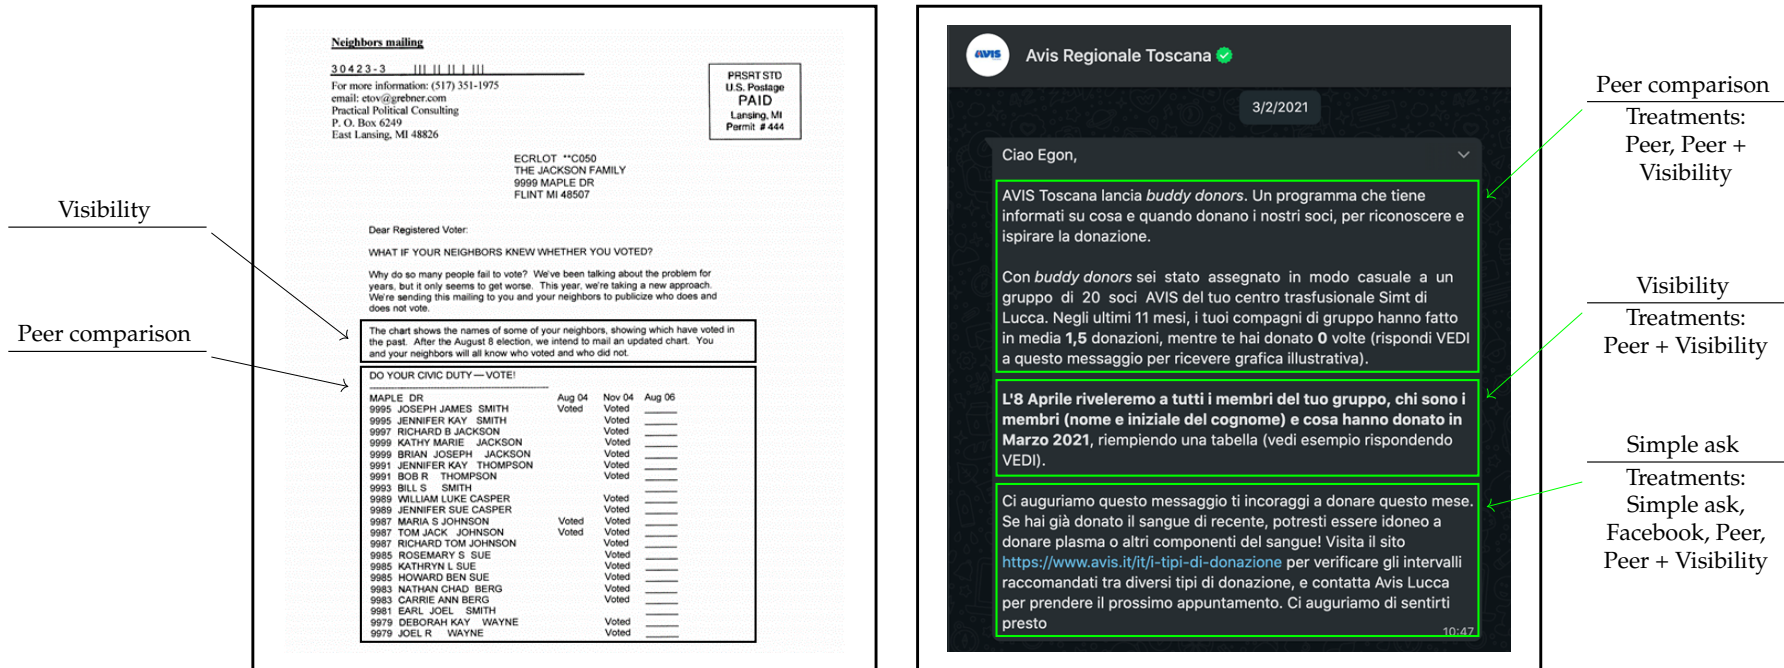 Visibility
Peer comparison
Neighbors mailing
30423-3
For more information: (517) 351-1975
email: etov@grebner.com
Practical Political Consulting
P. O. Box 6249
East Lansing, MI 48826
PRSRT STD
U.S. Postage
PAID
Lansing, MI
Permit # 444
ECRLOT **C050
THE JACKSON FAMILY
9999 MAPLE DR
FLINT MI 48507
Dear Registered Voter:
WHAT IF YOUR NEIGHBORS KNEW WHETHER YOU VOTED?
Why do so many people fail to vote? We've been talking about the problem for
years, but it only seems to get worse. This year, we're taking a new approach.
We're sending this mailing to you and your neighbors to publicize who does and
does not vote.
The chart shows the names of some of your neighbors, showing which have voted in
the past. After the August 8 election, we intend to mail an updated chart. You
and your neighbors will all know who voted and who did not.
DO YOUR CIVIC DUTY — VOTE!
MAPLE DR Aug 04 Nov 04 Aug 06
9995 JOSEPH JAMES SMITH Voted Voted
9995 JENNIFER KAY SMITH Voted
9997 RICHARD B JACKSON Voted
9999 KATHY MARIE JACKSON Voted
9999 BRIAN JOSEPH JACKSON Voted
9991 JENNIFER KAY THOMPSON Voted
9991 BOB R THOMPSON Voted
9993 BILL S SMITH
9989 WILLIAM LUKE CASPER Voted
9989 JENNIFER SUE CASPER Voted
9987 MARIA S JOHNSON Voted Voted
9987 TOM JACK JOHNSON Voted Voted
9987 RICHARD TOM JOHNSON Voted
9985 ROSEMARY S SUE Voted
9985 KATHRYN L SUE Voted
9985 HOWARD BEN SUE Voted
9983 NATHAN CHAD BERG Voted
9983 CARRIE ANN BERG Voted
9981 EARL JOEL SMITH
9979 DEBORAH KAY WAYNE Voted
9979 JOEL R WAYNE Voted
AVIS
Avis Regionale Toscana
3/2/2021
Ciao Egon,
AVIS Toscana lancia buddy donors. Un programma che tiene
informati su cosa e quando donano i nostri soci, per riconoscere e
ispirare la donazione.
Con buddy donors sei stato assegnato in modo casuale a un
gruppo di 20 soci AVIS del tuo centro trasfusionale Simt di
Lucca. Negli ultimi 11 mesi, i tuoi compagni di gruppo hanno fatto
in media 1,5 donazioni, mentre te hai donato 0 volte (rispondi VEDI
a questo messaggio per ricevere grafica illustrativa).
L'8 Aprile riveleremo a tutti i membri del tuo gruppo, chi sono i
membri (nome e iniziale del cognome) e cosa hanno donato in
Marzo 2021, riempiendo una tabella (vedi esempio rispondendo
VEDI).
Ci auguriamo questo messaggio ti incoraggi a donare questo mese.
Se hai già donato il sangue di recente, potresti essere idoneo a
donare plasma o altri componenti del sangue! Visita il sito
https://www.avis.it/it/i-tipi-di-donazione per verificare gli intervalli
raccomandati tra diversi tipi di donazione, e contatta Avis Lucca
per prendere il prossimo appuntamento. Ci auguriamo di sentirti
presto
10:47
Peer comparison
Treatments:
Peer, Peer +
Visibility
Visibility
Treatments:
Peer + Visibility
Simple ask
Treatments:
Simple ask,
Facebook, Peer,
Peer + Visibility